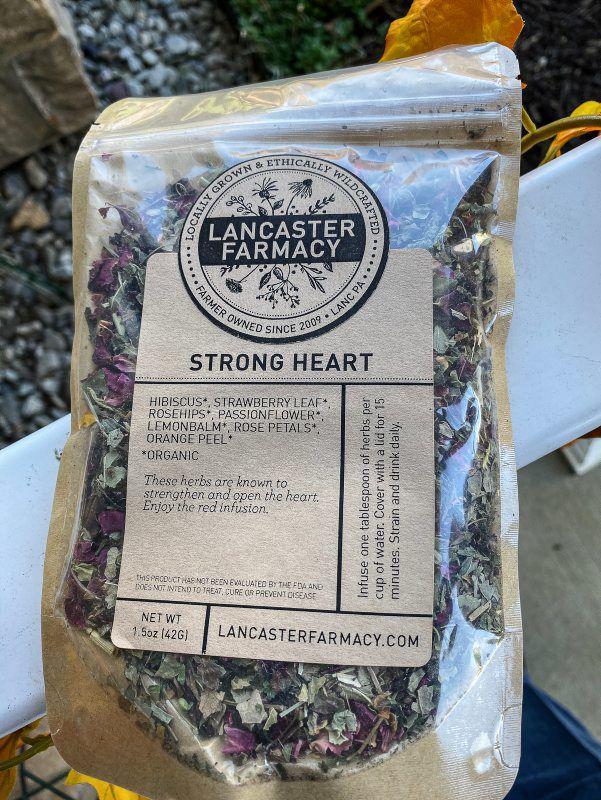 LOCALLY GROWN & ETHICALLY WILDCRAFTED
LANCASTER
FARMACY
FARMER OWNED SINCE 2009 • LANC PA
STRONG HEART
HIBISCUS*, STRAWBERRY LEAF*,
ROSEHIPS*, PASSIONFLOWER*,
LEMONBALM*, ROSE PETALS*,
ORANGE PEEL*
*ORGANIC
These herbs are known to
strengthen and open the heart.
Enjoy the red infusion.
THIS PRODUCT HAS NOT BEEN EVALUATED BY THE FDA AND
DOES NOT INTEND TO TREAT, CURE OR PREVENT DISEASE
Infuse one tablespoon of herbs per
cup of water. Cover with a lid for 15
minutes. Strain and drink daily.
NET WT
1.5oz (42G)
LANCASTERFARMACY.COM